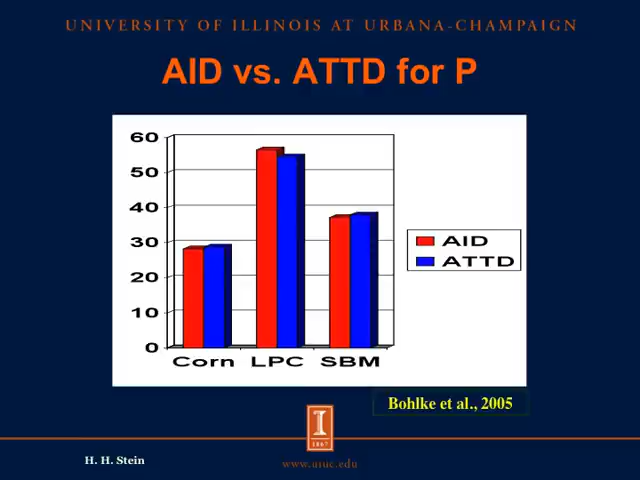 UNIVERSITY OF ILLINOIS AT URBANA-CHAMPAIGN
AID vs. ATTD for P
60
50
40
30
20
10
0
Corn LPC SBM
AID
ATTD
Bohlke et al., 2005
I
1867
H. H. Stein
www.uiuc.edu